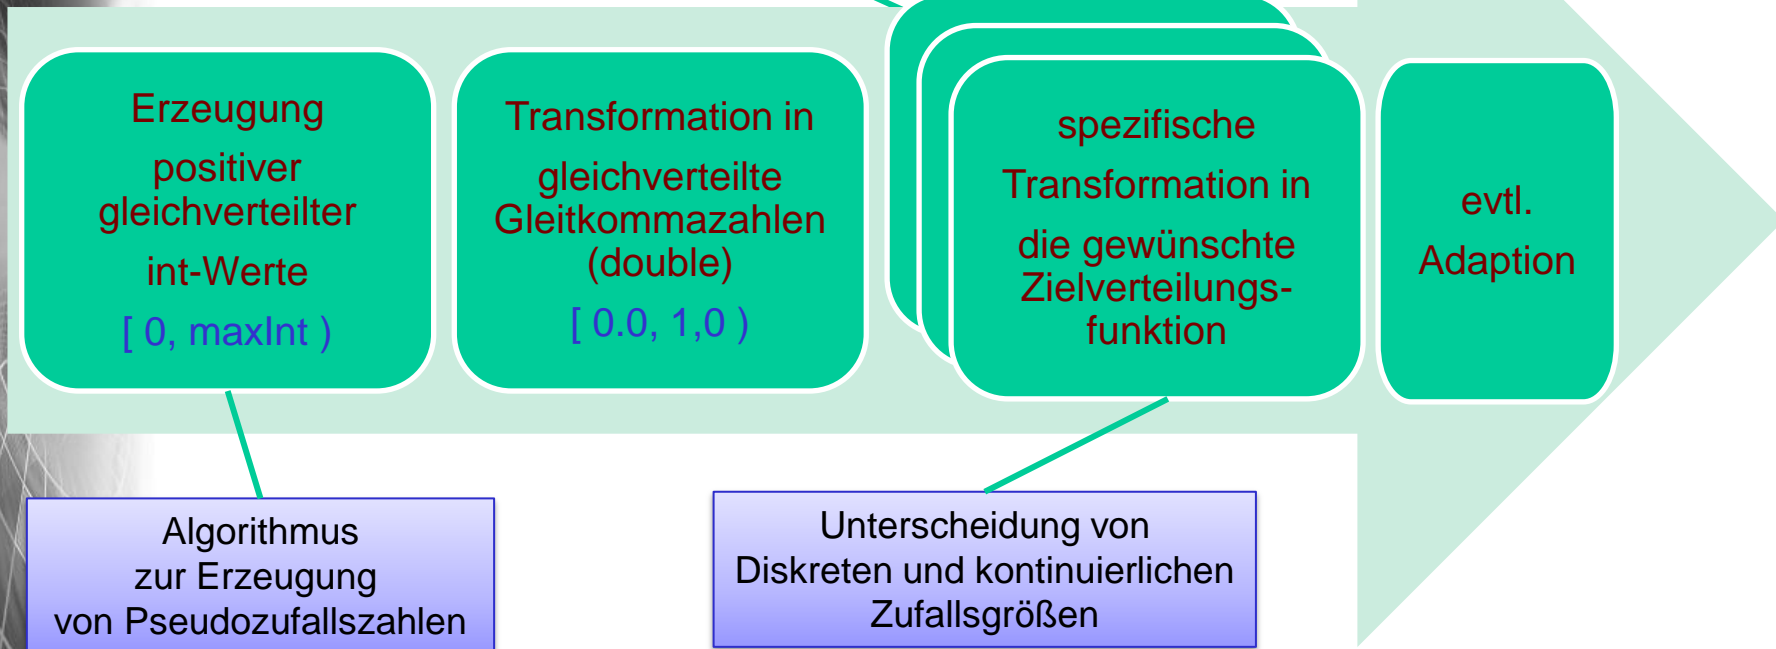 Erzeugung
positiver
gleichverteilter
int-Werte
[ 0, maxInt )
Transformation in
gleichverteilte
Gleitkommazahlen
(double)
[ 0.0, 1,0 )
spezifische
Transformation in
die gewünschte
Zielverteilungs-
funktion
evtl.
Adaption
Algorithmus
zur Erzeugung
von Pseudozufallszahlen
Unterscheidung von
Diskreten und kontinuierlichen
Zufallsgrößen